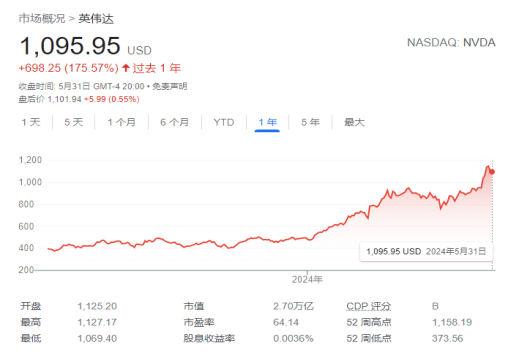 市场概况 > 英伟达
1,095.95 USD
NASDAQ: NVDA
+698.25 (175.57%) ↑ 过去 1 年
收盘时间: 5月31日 GMT-4 20:00 • 免责声明
盘后价 1,101.94 +5.99 (0.55%)
1 天 5 天 1 个月 6 个月 YTD 1 年 5 年 最大
1,200
1,000
800
600
400
200
1,095.95 USD 2024年5月31日
2024年
开盘 1,125.20 市值 2.70万亿 CDP 评分 B
最高 1,127.17 市盈率 64.14 52 周高点 1,158.19
最低 1,069.40 股息收益率 0.0036% 52 周低点 373.56